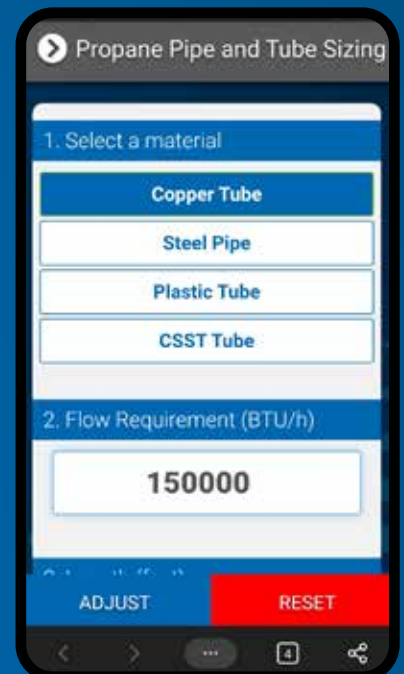 Propane Pipe and Tube Sizing
1. Select a material
Copper Tube
Steel Pipe
Plastic Tube
CSST Tube
2. Flow Requirement (BTU/h)
150000
ADJUST
RESET
4